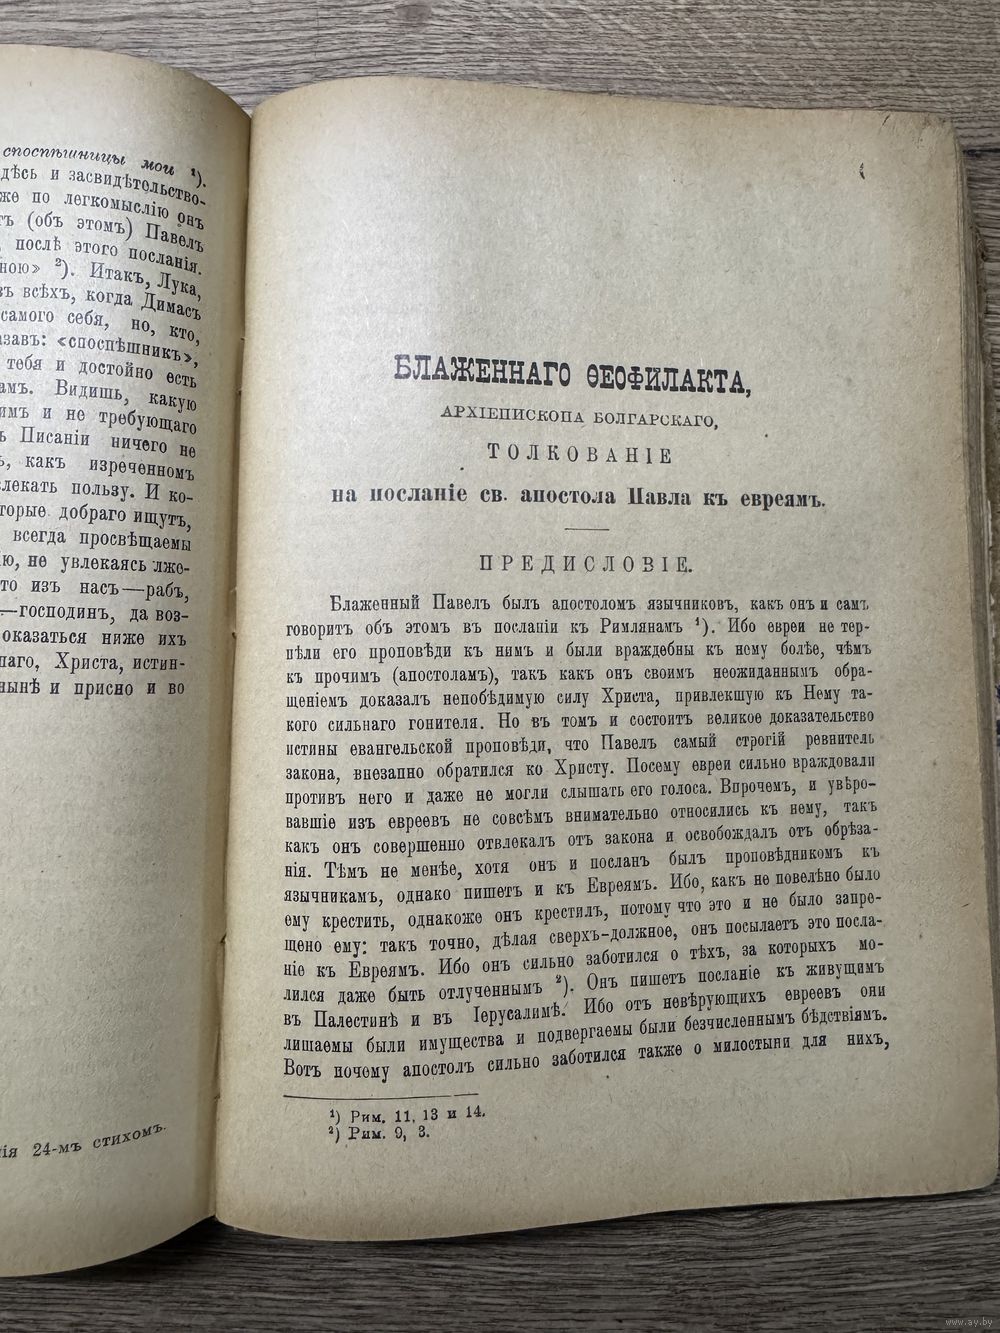 спосплшницы мои ¹).
дѣсь и засвидѣтельство-
же по легкомыслію онъ
тъ (объ этомъ) Павелъ
, послѣ этого посланія.
ною» ²). Итакъ, Лука,
въ всѣхъ, когда Димасъ
самого себя, но, кто,
азавъ: «споспѣшникъ»,
тебя и достойно есть
амъ. Видишь, какую
имъ и не требующаго
ъ Писаніи ничего не
ъ, какъ изреченномъ
лекать пользу. И ко-
оторые добраго ищутъ,
всегда просвѣщаемы
ю, не увлекаясь лже-
то изъ насъ—рабъ,
—господинъ, да воз-
оказаться ниже ихъ
шаго, Христа, истин-
нынѣ и присно и во
нія 24-мъ стихомъ.
БЛАЖЕННАГО ѲЕОФИЛАКТА,
АРХІЕПИСКОПА БОЛГАРСКАГО,
ТОЛКОВАНІЕ
на посланіе св. апостола Павла къ евреямъ.
ПРЕДИСЛОВІЕ.
Блаженный Павелъ былъ апостоломъ язычниковъ, какъ онъ и самъ
говоритъ объ этомъ въ посланіи къ Римлянамъ ¹). Ибо евреи не тер-
пѣли его проповѣди къ нимъ и были враждебны къ нему болѣе, чѣмъ
къ прочимъ (апостоламъ), такъ какъ онъ своимъ неожиданнымъ обра-
щеніемъ доказалъ непобѣдимую силу Христа, привлекшую къ Нему та-
кого сильнаго гонителя. Но въ томъ и состоитъ великое доказательство
истины евангельской проповѣди, что Павелъ самый строгій ревнитель
закона, внезапно обратился ко Христу. Посему евреи сильно враждовали
противъ него и даже не могли слышать его голоса. Впрочемъ, и увѣро-
вавшіе изъ евреевъ не совсѣмъ внимательно относились къ нему, такъ
какъ онъ совершенно отвлекалъ отъ закона и освобождалъ отъ обрѣза-
нія. Тѣмъ не менѣе, хотя онъ и посланъ былъ проповѣдникомъ къ
язычникамъ, однако пишетъ и къ Евреямъ. Ибо, какъ не повелѣно было
ему крестить, однакоже онъ крестилъ, потому что это и не было запре-
щено ему: такъ точно, дѣлая сверхъ-должное, онъ посылаетъ это посла-
ніе къ Евреямъ. Ибо онъ сильно заботился о тѣхъ, за которыхъ мо-
лился даже быть отлученнымъ ²). Онъ пишетъ посланіе къ живущимъ
въ Палестинѣ и въ Іерусалимѣ. Ибо отъ невѣрующихъ евреевъ они
лишаемы были имущества и подвергаемы были безчисленнымъ бѣдствіямъ.
Вотъ почему апостолъ сильно заботился также о милостыни для нихъ,
¹) Рим. 11, 13 и 14.
²) Рим. 9, 3.
www.ay.by